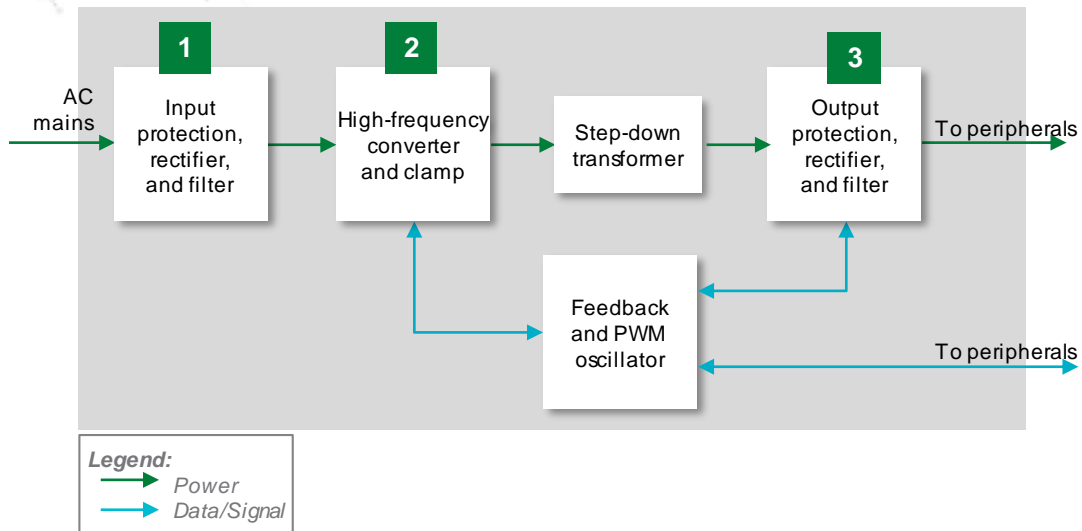 1
2
3
AC
mains
Input
protection,
rectifier,
and filter
High-frequency
converter
and clamp
Step-down
transformer
Output
protection,
rectifier,
and filter
To peripherals
Feedback
and PWM
oscillator
To peripherals
Legend:
Power
Data/Signal